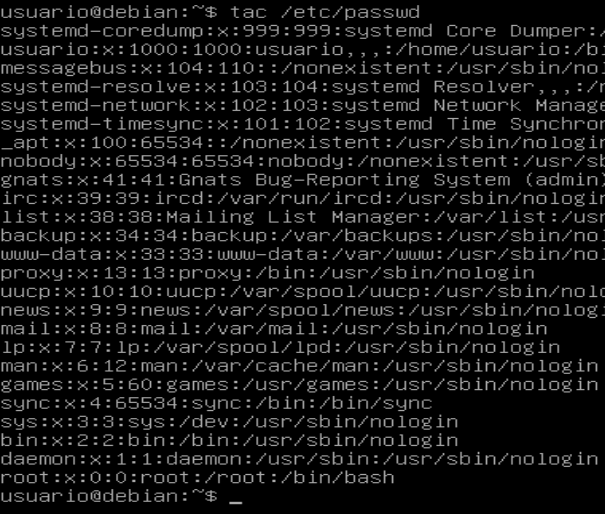 usuario@debian:~$ tac /etc/passwd
systemd-coredump:x:999:999:systemd Core Dumper:/
usuario:x:1000:1000:usuario,,,:/home/usuario:/bi
messagebus:x:104:110::/nonexistent:/usr/sbin/nol
systemd-resolve:x:103:104:systemd Resolver,,,:/r
systemd-network:x:102:103:systemd Network Manage
systemd-timesync:x:101:102:systemd Time Synchron
_apt:x:100:65534::/nonexistent:/usr/sbin/nologin
nobody:x:65534:65534:nobody:/nonexistent:/usr/sb
gnats:x:41:41:Gnats Bug-Reporting System (admin)
irc:x:39:39:ircd:/var/run/ircd:/usr/sbin/nologin
list:x:38:38:Mailing List Manager:/var/list:/usr
backup:x:34:34:backup:/var/backups:/usr/sbin/nol
www-data:x:33:33:www-data:/var/www:/usr/sbin/nol
proxy:x:13:13:proxy:/bin:/usr/sbin/nologin
uucp:x:10:10:uucp:/var/spool/uucp:/usr/sbin/nolo
news:x:9:9:news:/var/spool/news:/usr/sbin/nologi
mail:x:8:8:mail:/var/mail:/usr/sbin/nologin
lp:x:7:7:lp:/var/spool/lpd:/usr/sbin/nologin
man:x:6:12:man:/var/cache/man:/usr/sbin/nologin
games:x:5:60:games:/usr/games:/usr/sbin/nologin
sync:x:4:65534:sync:/bin:/bin/sync
sys:x:3:3:sys:/dev:/usr/sbin/nologin
bin:x:2:2:bin:/bin:/usr/sbin/nologin
daemon:x:1:1:daemon:/usr/sbin:/usr/sbin/nologin
root:x:0:0:root:/root:/bin/bash
usuario@debian:~$ _